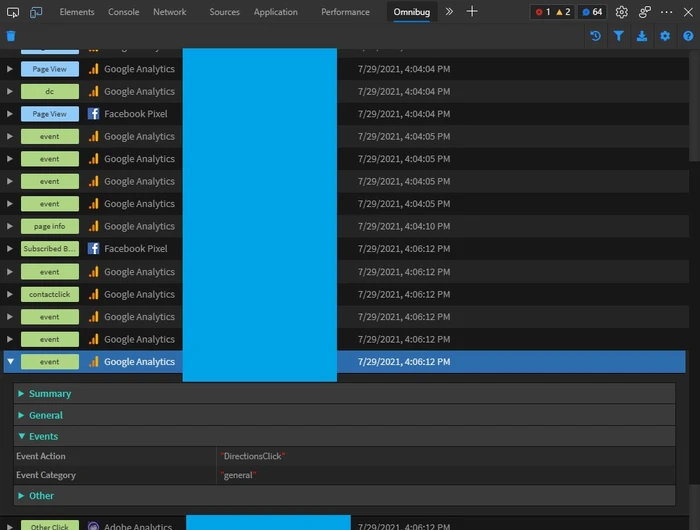 Elements Console Network Sources Application Performance Omnibug 1 2 64
Page View Google Analytics 7/29/2021, 4:04:04 PM
dc Google Analytics 7/29/2021, 4:04:04 PM
Page View Facebook Pixel 7/29/2021, 4:04:04 PM
event Google Analytics 7/29/2021, 4:04:05 PM
event Google Analytics 7/29/2021, 4:04:05 PM
event Google Analytics 7/29/2021, 4:04:05 PM
event Google Analytics 7/29/2021, 4:04:05 PM
page info Google Analytics 7/29/2021, 4:04:10 PM
Subscribed B... Facebook Pixel 7/29/2021, 4:06:12 PM
event Google Analytics 7/29/2021, 4:06:12 PM
contactclick Google Analytics 7/29/2021, 4:06:12 PM
event Google Analytics 7/29/2021, 4:06:12 PM
event Google Analytics 7/29/2021, 4:06:12 PM
event Google Analytics 7/29/2021, 4:06:12 PM
Summary
General
Events
Event Action "DirectionsClick"
Event Category "general"
Other
Other Click Adobe Analytics 7/29/2021, 4:06:12 PM